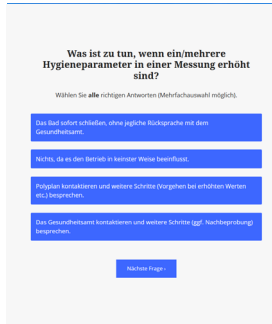 Was ist zu tun, wenn ein/mehrere
Hygieneparameter in einer Messung erhöht
sind?
Wählen Sie alle richtigen Antworten (Mehrfachauswahl möglich).
Das Bad sofort schließen, ohne jegliche Rücksprache mit dem
Gesundheitsamt.
Nichts, da es den Betrieb in keinster Weise beeinflusst.
Polyplan kontaktieren und weitere Schritte (Vorgehen bei erhöhten Werten
etc.) besprechen.
Das Gesundheitsamt kontaktieren und weitere Schritte (ggf. Nachbeprobung)
besprechen.
Nächste Frage ›